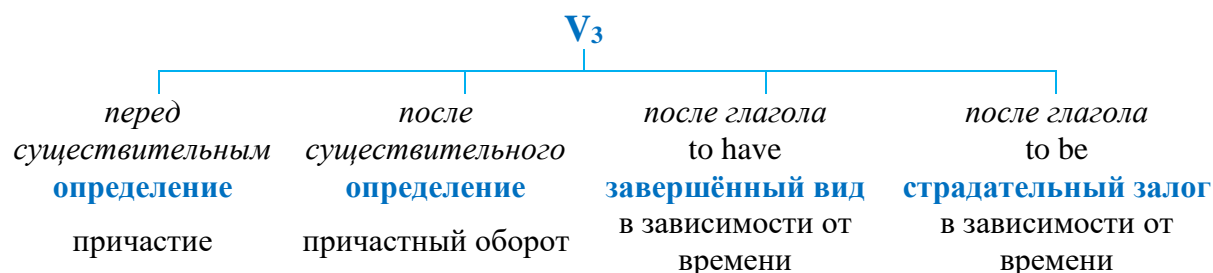 V₃
перед
существительным
определение
причастие
после
существительного
определение
причастный оборот
после глагола
to have
завершённый вид
в зависимости от
времени
после глагола
to be
страдательный залог
в зависимости от
времени